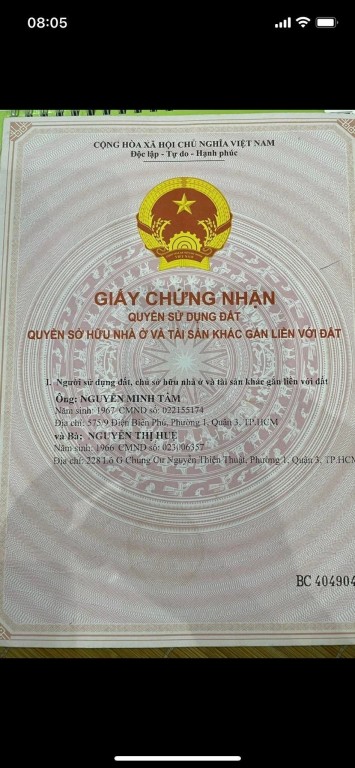 08:05
CỘNG HÒA XÃ HỘI CHỦ NGHĨA VIỆT NAM
Độc lập - Tự do - Hạnh phúc
VIỆT NAM
GIẤY CHỨNG NHẬN
QUYỀN SỬ DỤNG ĐẤT
QUYỀN SỞ HỮU NHÀ Ở VÀ TÀI SẢN KHÁC GẮN LIỀN VỚI ĐẤT
I. Người sử dụng đất, chủ sở hữu nhà ở và tài sản khác gắn liền với đất
Ông: NGUYỄN MINH TÂM
Năm sinh: 1967 CMND số: 022155174
Địa chỉ: 575/9 Điện Biên Phủ, Phường 1, Quận 3, TP.HCM
và Bà: NGUYỄN THỊ HUỆ
Năm sinh: 1966 CMND số:
Địa chỉ: 228 Lô G Chung Cư Nguyễn Thiện Thuật, Phường 1, Quận 3, TP.HCM
BC 404904